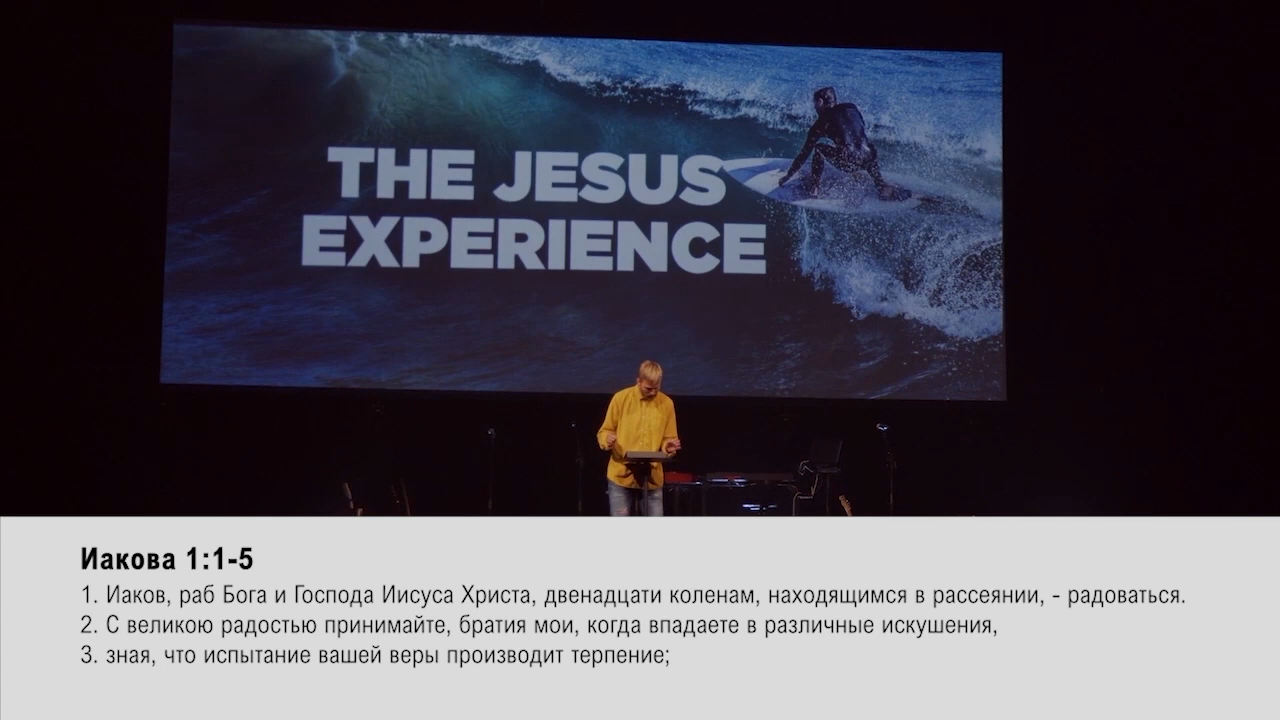 THE JESUS
EXPERIENCE
Иакова 1:1-5
1. Иаков, раб Бога и Господа Иисуса Христа, двенадцати коленам, находящимся в рассеянии, - радоваться.
2. С великою радостью принимайте, братия мои, когда впадаете в различные искушения,
3. зная, что испытание вашей веры производит терпение;